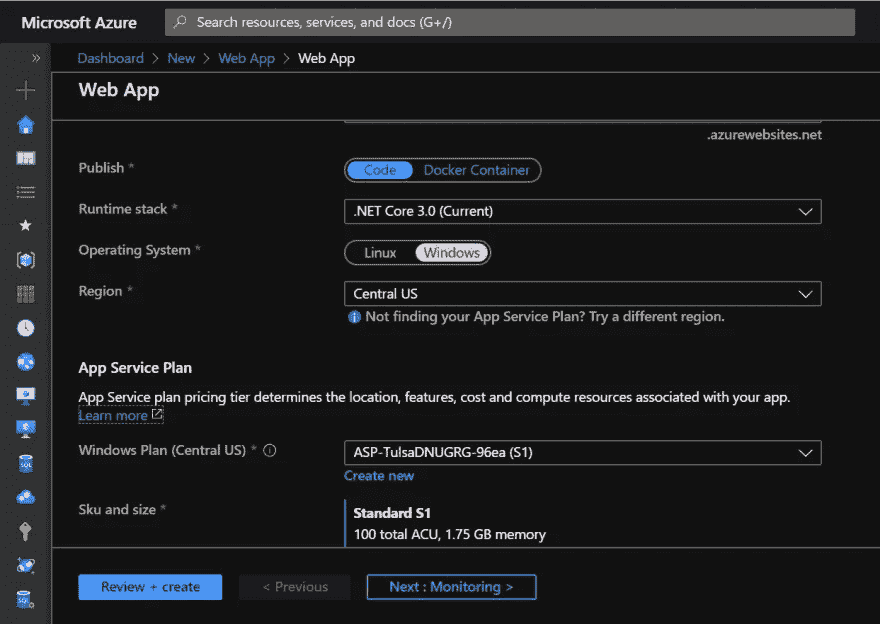 Microsoft Azure
Search resources, services, and docs (G+/)
Dashboard > New > Web App > Web App
Web App
.azurewebsites.net
Publish * Code Docker Container
Runtime stack * .NET Core 3.0 (Current)
Operating System * Linux Windows
Region * Central US
Not finding your App Service Plan? Try a different region.
App Service Plan
App Service plan pricing tier determines the location, features, cost and compute resources associated with your app.
Learn more
Windows Plan (Central US) * ASP-TulsaDNUGRG-96ea (S1)
Create new
Sku and size * Standard S1
100 total ACU, 1.75 GB memory
Review + create < Previous Next : Monitoring >